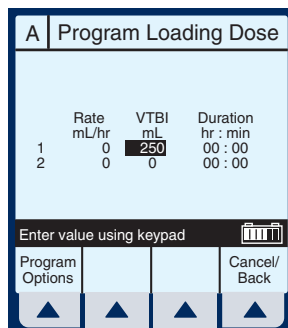 A Program Loading Dose
Rate VTBI Duration
mL/hr mL hr : min
1 0 250 00 : 00
2 0 0 00 : 00
Enter value using keypad
Program Cancel/
Options Back